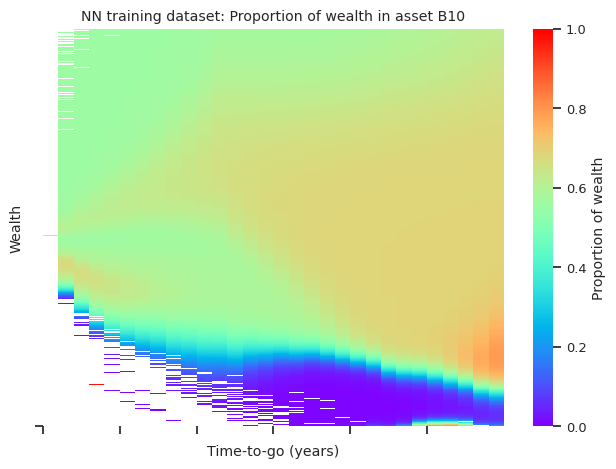 NN training dataset: Proportion of wealth in asset B10
Wealth
Time-to-go (years)
1.0
0.8
0.6
0.4
0.2
0.0
Proportion of wealth